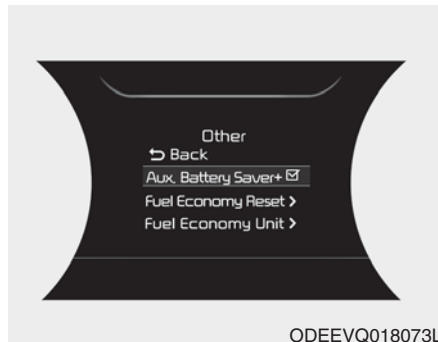 Other
Back
Aux. Battery Saver+
Fuel Economy Reset >
Fuel Economy Unit >
ODEEVQ018073L